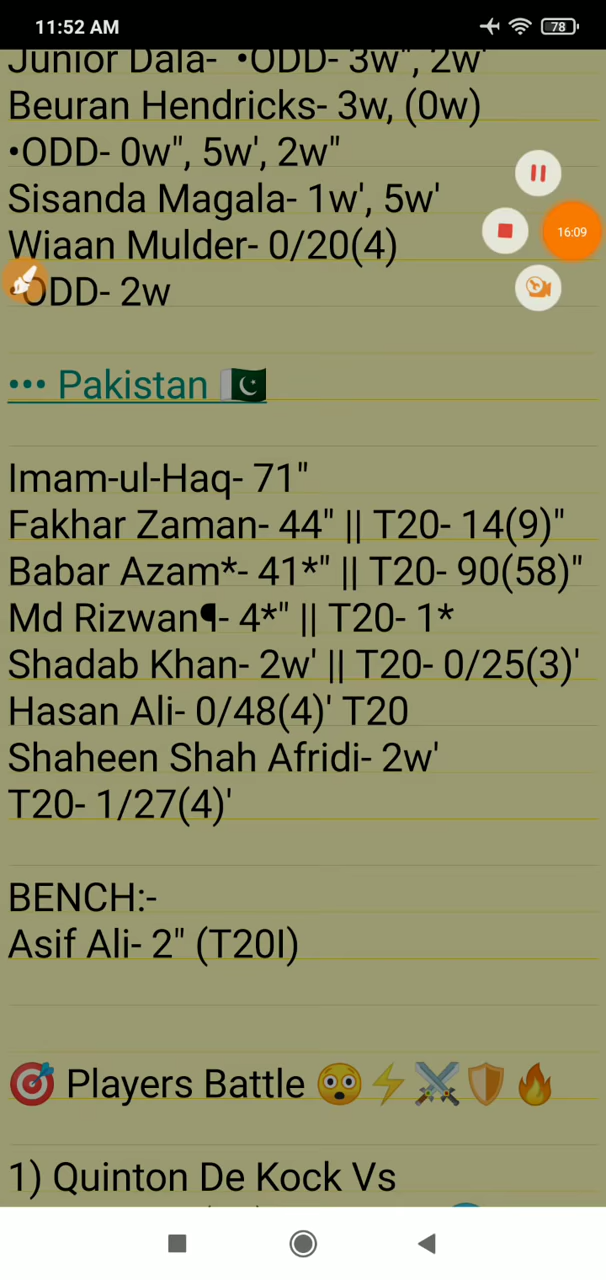 11:52 AM
78
Junior Dala- •ODD- 3w", 2w'
Beuran Hendricks- 3w, (0w)
•ODD- 0w", 5w', 2w"
Sisanda Magala- 1w', 5w'
16:09
Wiaan Mulder- 0/20(4)
ODD- 2w
••• Pakistan 🇵🇰
Imam-ul-Haq- 71"
Fakhar Zaman- 44" || T20- 14(9)"
Babar Azam*- 41*" || T20- 90(58)"
Md Rizwan¶- 4*" || T20- 1*
Shadab Khan- 2w' || T20- 0/25(3)'
Hasan Ali- 0/48(4)' T20
Shaheen Shah Afridi- 2w'
T20- 1/27(4)'
BENCH:-
Asif Ali- 2" (T20I)
🎯 Players Battle 😲⚡⚔️🛡️🔥
1) Quinton De Kock Vs